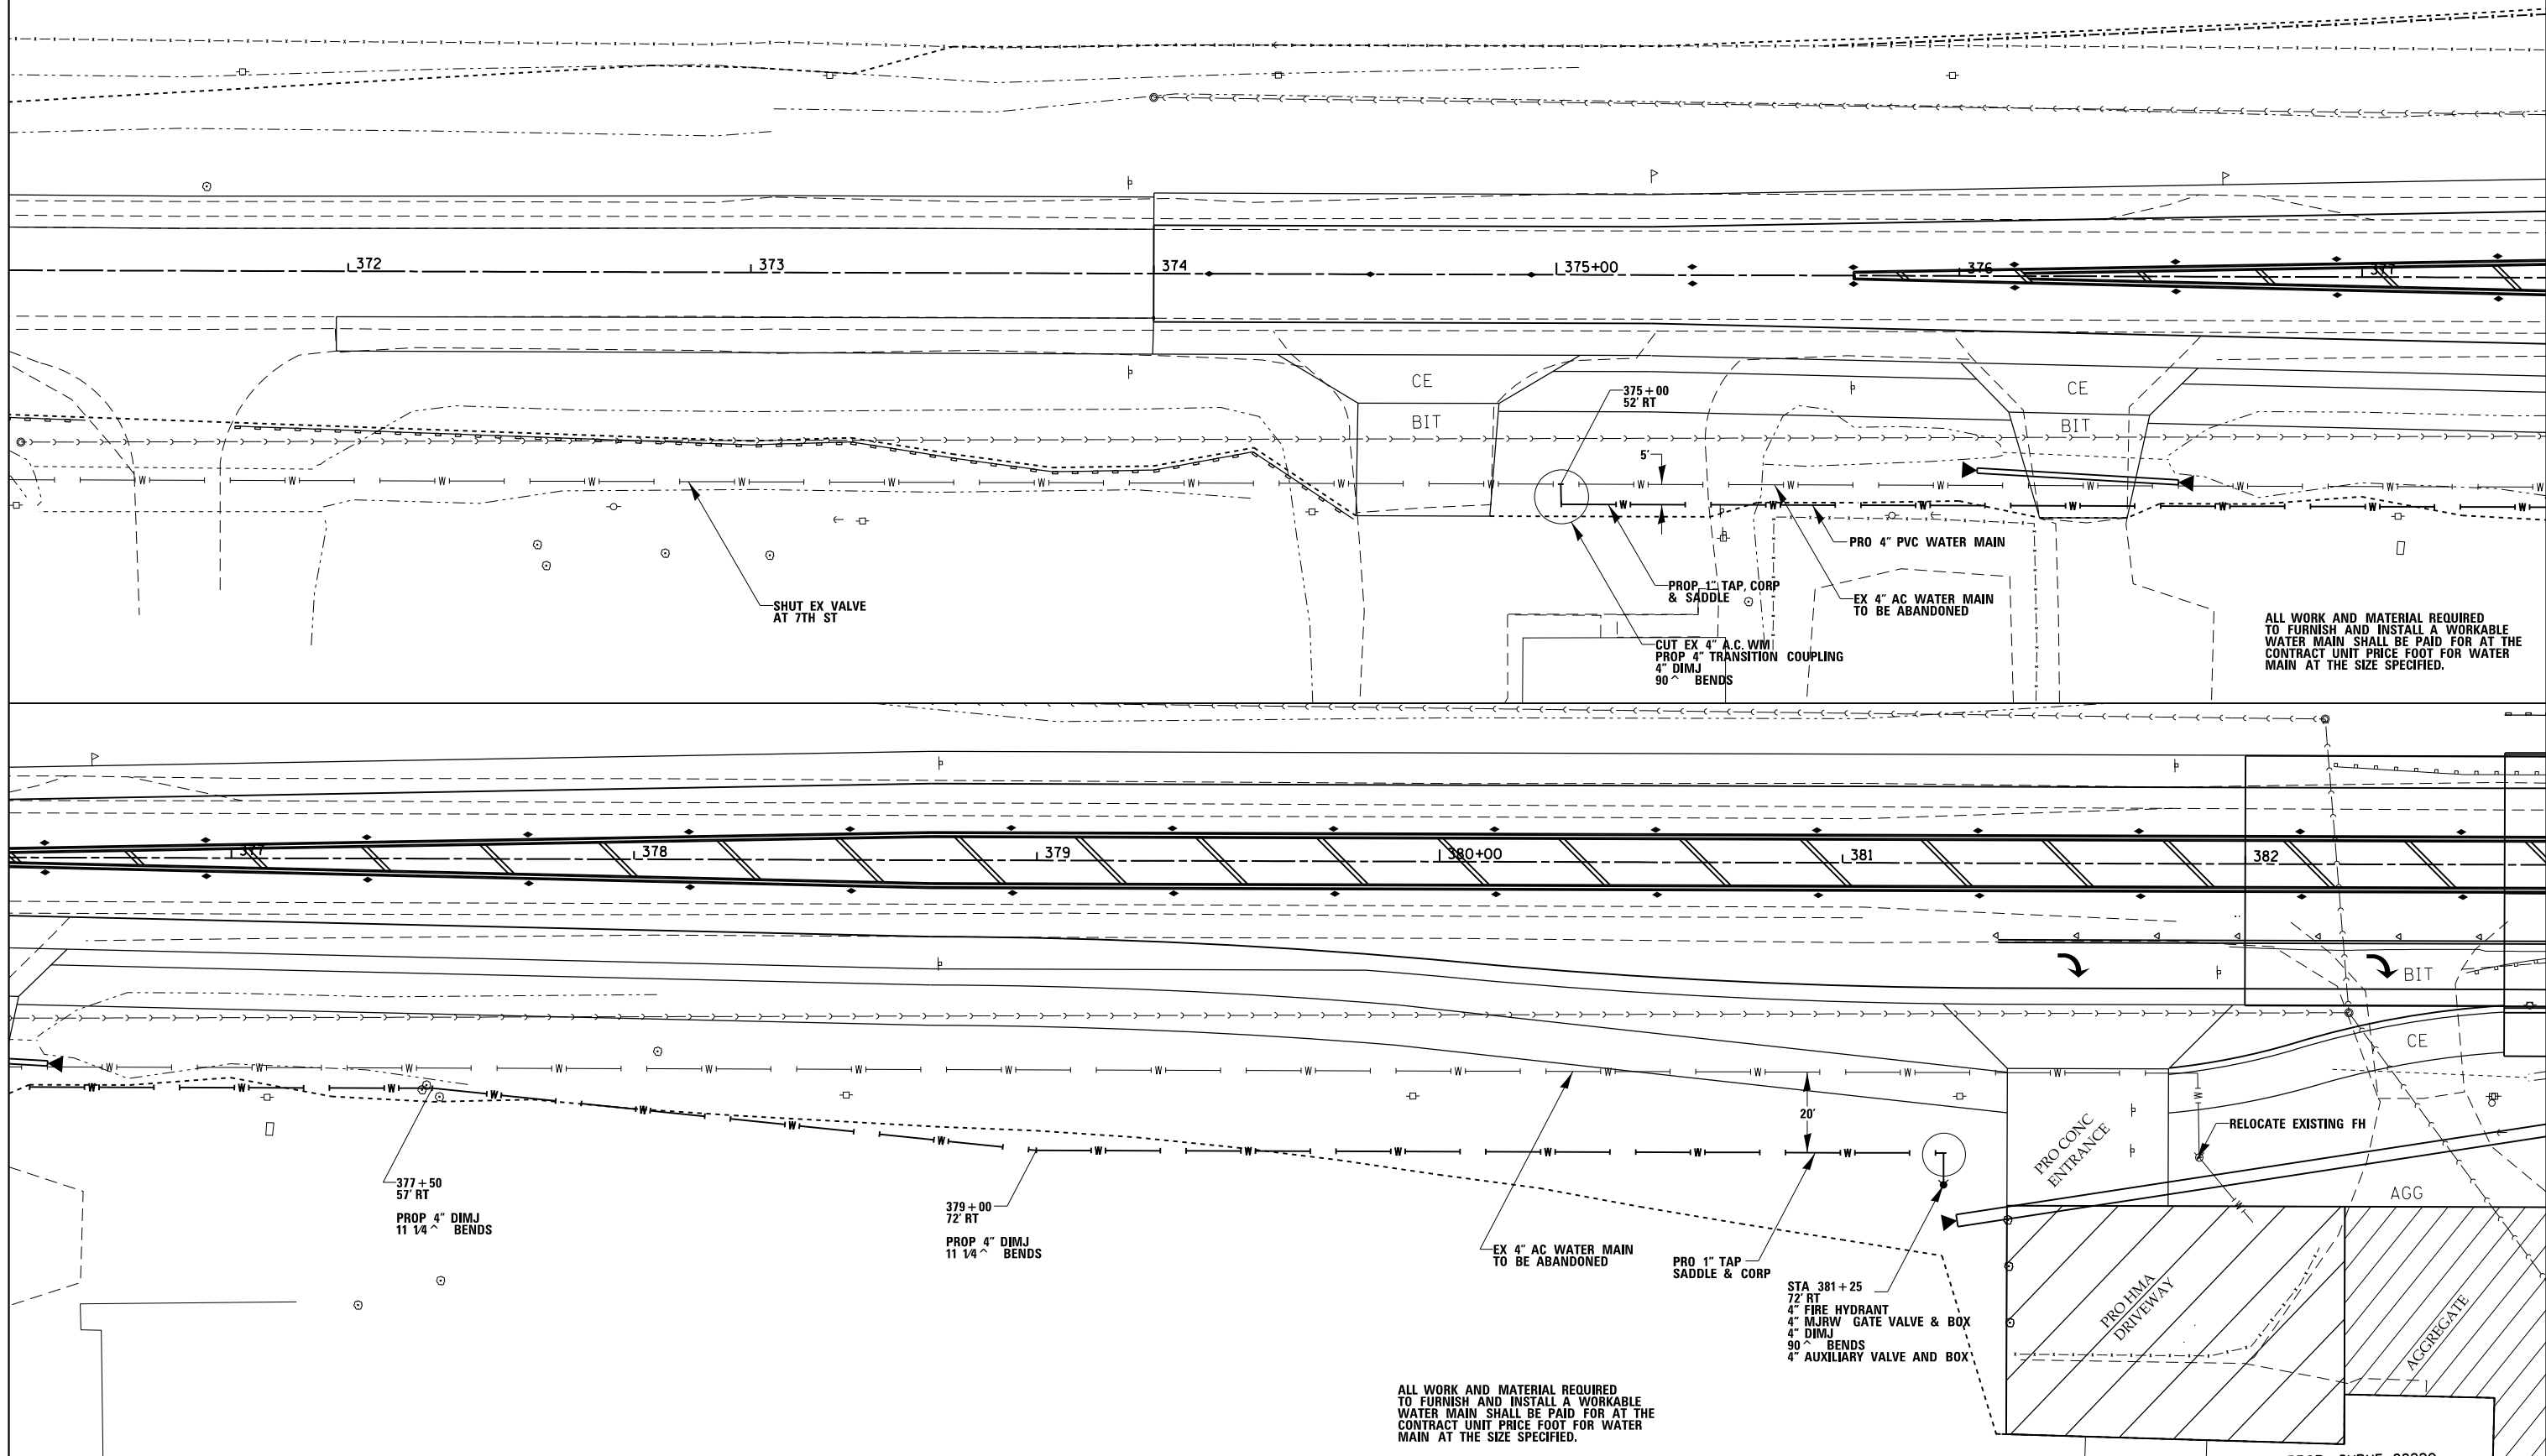 372
373
374
375+00
376
377
CE
BIT
375+00
52' RT
CE
BIT
5'
W W W W W W W W W W W W W W W W W
W W W W W W W
PRO 4" PVC WATER MAIN
PROP 1" TAP, CORP
& SADDLE
EX 4" AC WATER MAIN
TO BE ABANDONED
SHUT EX VALVE
AT 7TH ST
CUT EX 4" A.C. WM
PROP 4" TRANSITION COUPLING
4" DIMJ
90 ^ BENDS
ALL WORK AND MATERIAL REQUIRED
TO FURNISH AND INSTALL A WORKABLE
WATER MAIN SHALL BE PAID FOR AT THE
CONTRACT UNIT PRICE FOOT FOR WATER
MAIN AT THE SIZE SPECIFIED.
377
378
379
380+00
381
382
BIT
CE
W W W W W W W W W W W W W W
W W W W W W W W W W W W
W
20'
RELOCATE EXISTING FH
PRO CONC
ENTRANCE
AGG
377+50
57' RT
PROP 4" DIMJ
11 1/4 ^ BENDS
379+00
72' RT
PROP 4" DIMJ
11 1/4 ^ BENDS
EX 4" AC WATER MAIN
TO BE ABANDONED
PRO 1" TAP
SADDLE & CORP
STA 381+25
72' RT
4" FIRE HYDRANT
4" MJRW GATE VALVE & BOX
4" DIMJ
90 ^ BENDS
4" AUXILIARY VALVE AND BOX
W
PRO HMA
DRIVEWAY
AGGREGATE
ALL WORK AND MATERIAL REQUIRED
TO FURNISH AND INSTALL A WORKABLE
WATER MAIN SHALL BE PAID FOR AT THE
CONTRACT UNIT PRICE FOOT FOR WATER
MAIN AT THE SIZE SPECIFIED.